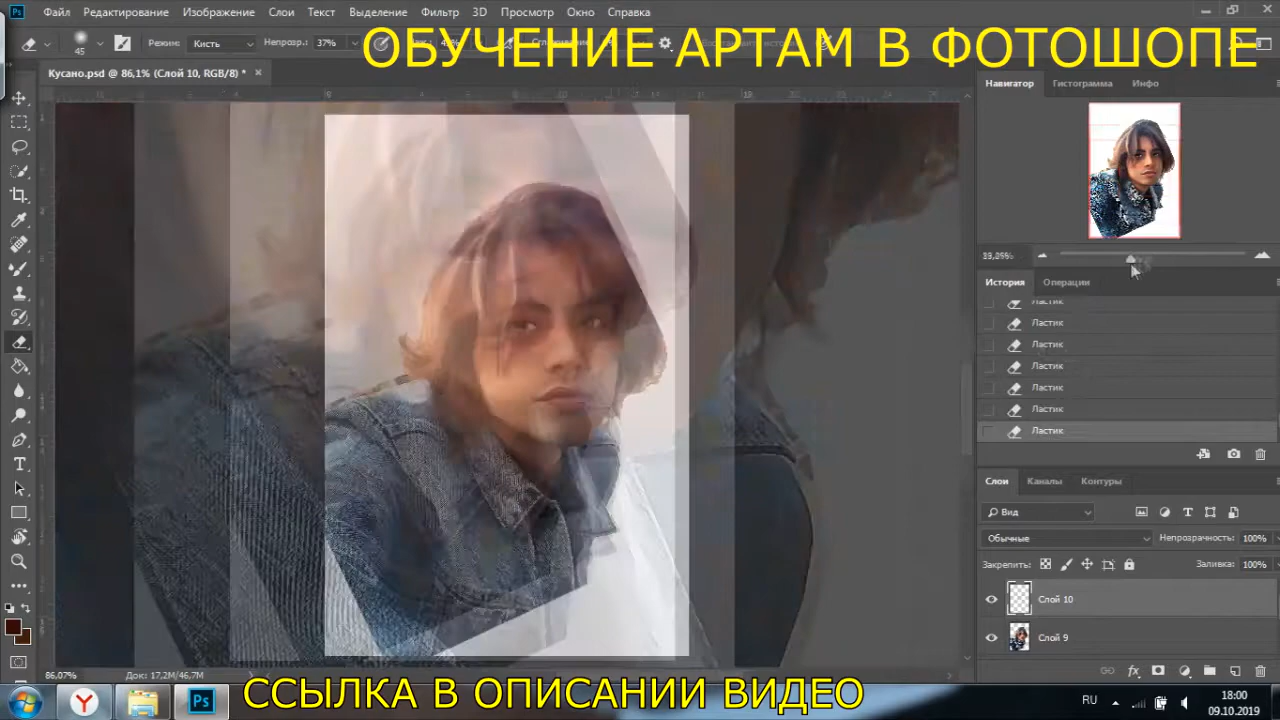 Ps Файл Редактирование Изображение Слои Текст Выделение Фильтр 3D Просмотр Окно Справка
45 Режим: Кисть Непрозр.: 37%
ОБУЧЕНИЕ АРТАМ В ФОТОШОПЕ
Кусано.psd @ 86,1% (Слой 10, RGB/8) *
Навигатор Гистограмма Инфо
История Операции
Ластик
Ластик
Ластик
Ластик
Ластик
Ластик
Ластик
Слои Каналы Контуры
Вид
Обычные Непрозрачность: 100%
Закрепить: Заливка: 100%
Слой 10
Слой 9
86,07% Док: 17,2M/46,7M
ССЫЛКА В ОПИСАНИИ ВИДЕО
Ps
RU
18:00
09.10.2019